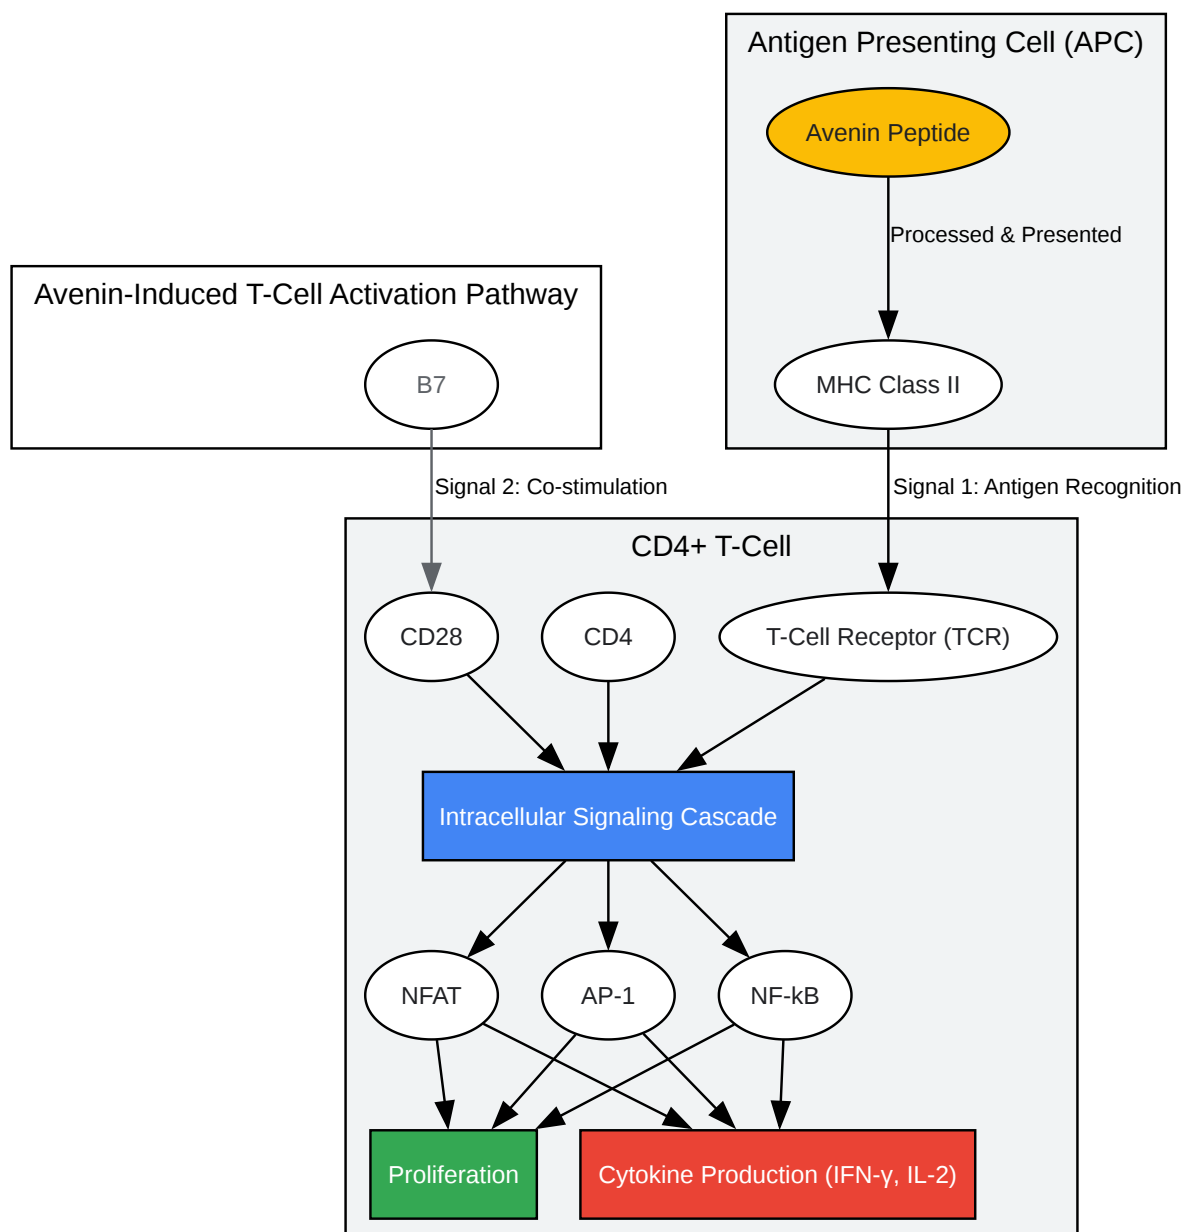 Antigen Presenting Cell (APC)
Avenin Peptide
Processed & Presented
Avenin-Induced T-Cell Activation Pathway
B7
MHC Class II
Signal 2: Co-stimulation
Signal 1: Antigen Recognition
CD4+ T-Cell
CD28
CD4
T-Cell Receptor (TCR)
Intracellular Signaling Cascade
NFAT
AP-1
NF-kB
Proliferation
Cytokine Production (IFN-γ, IL-2)